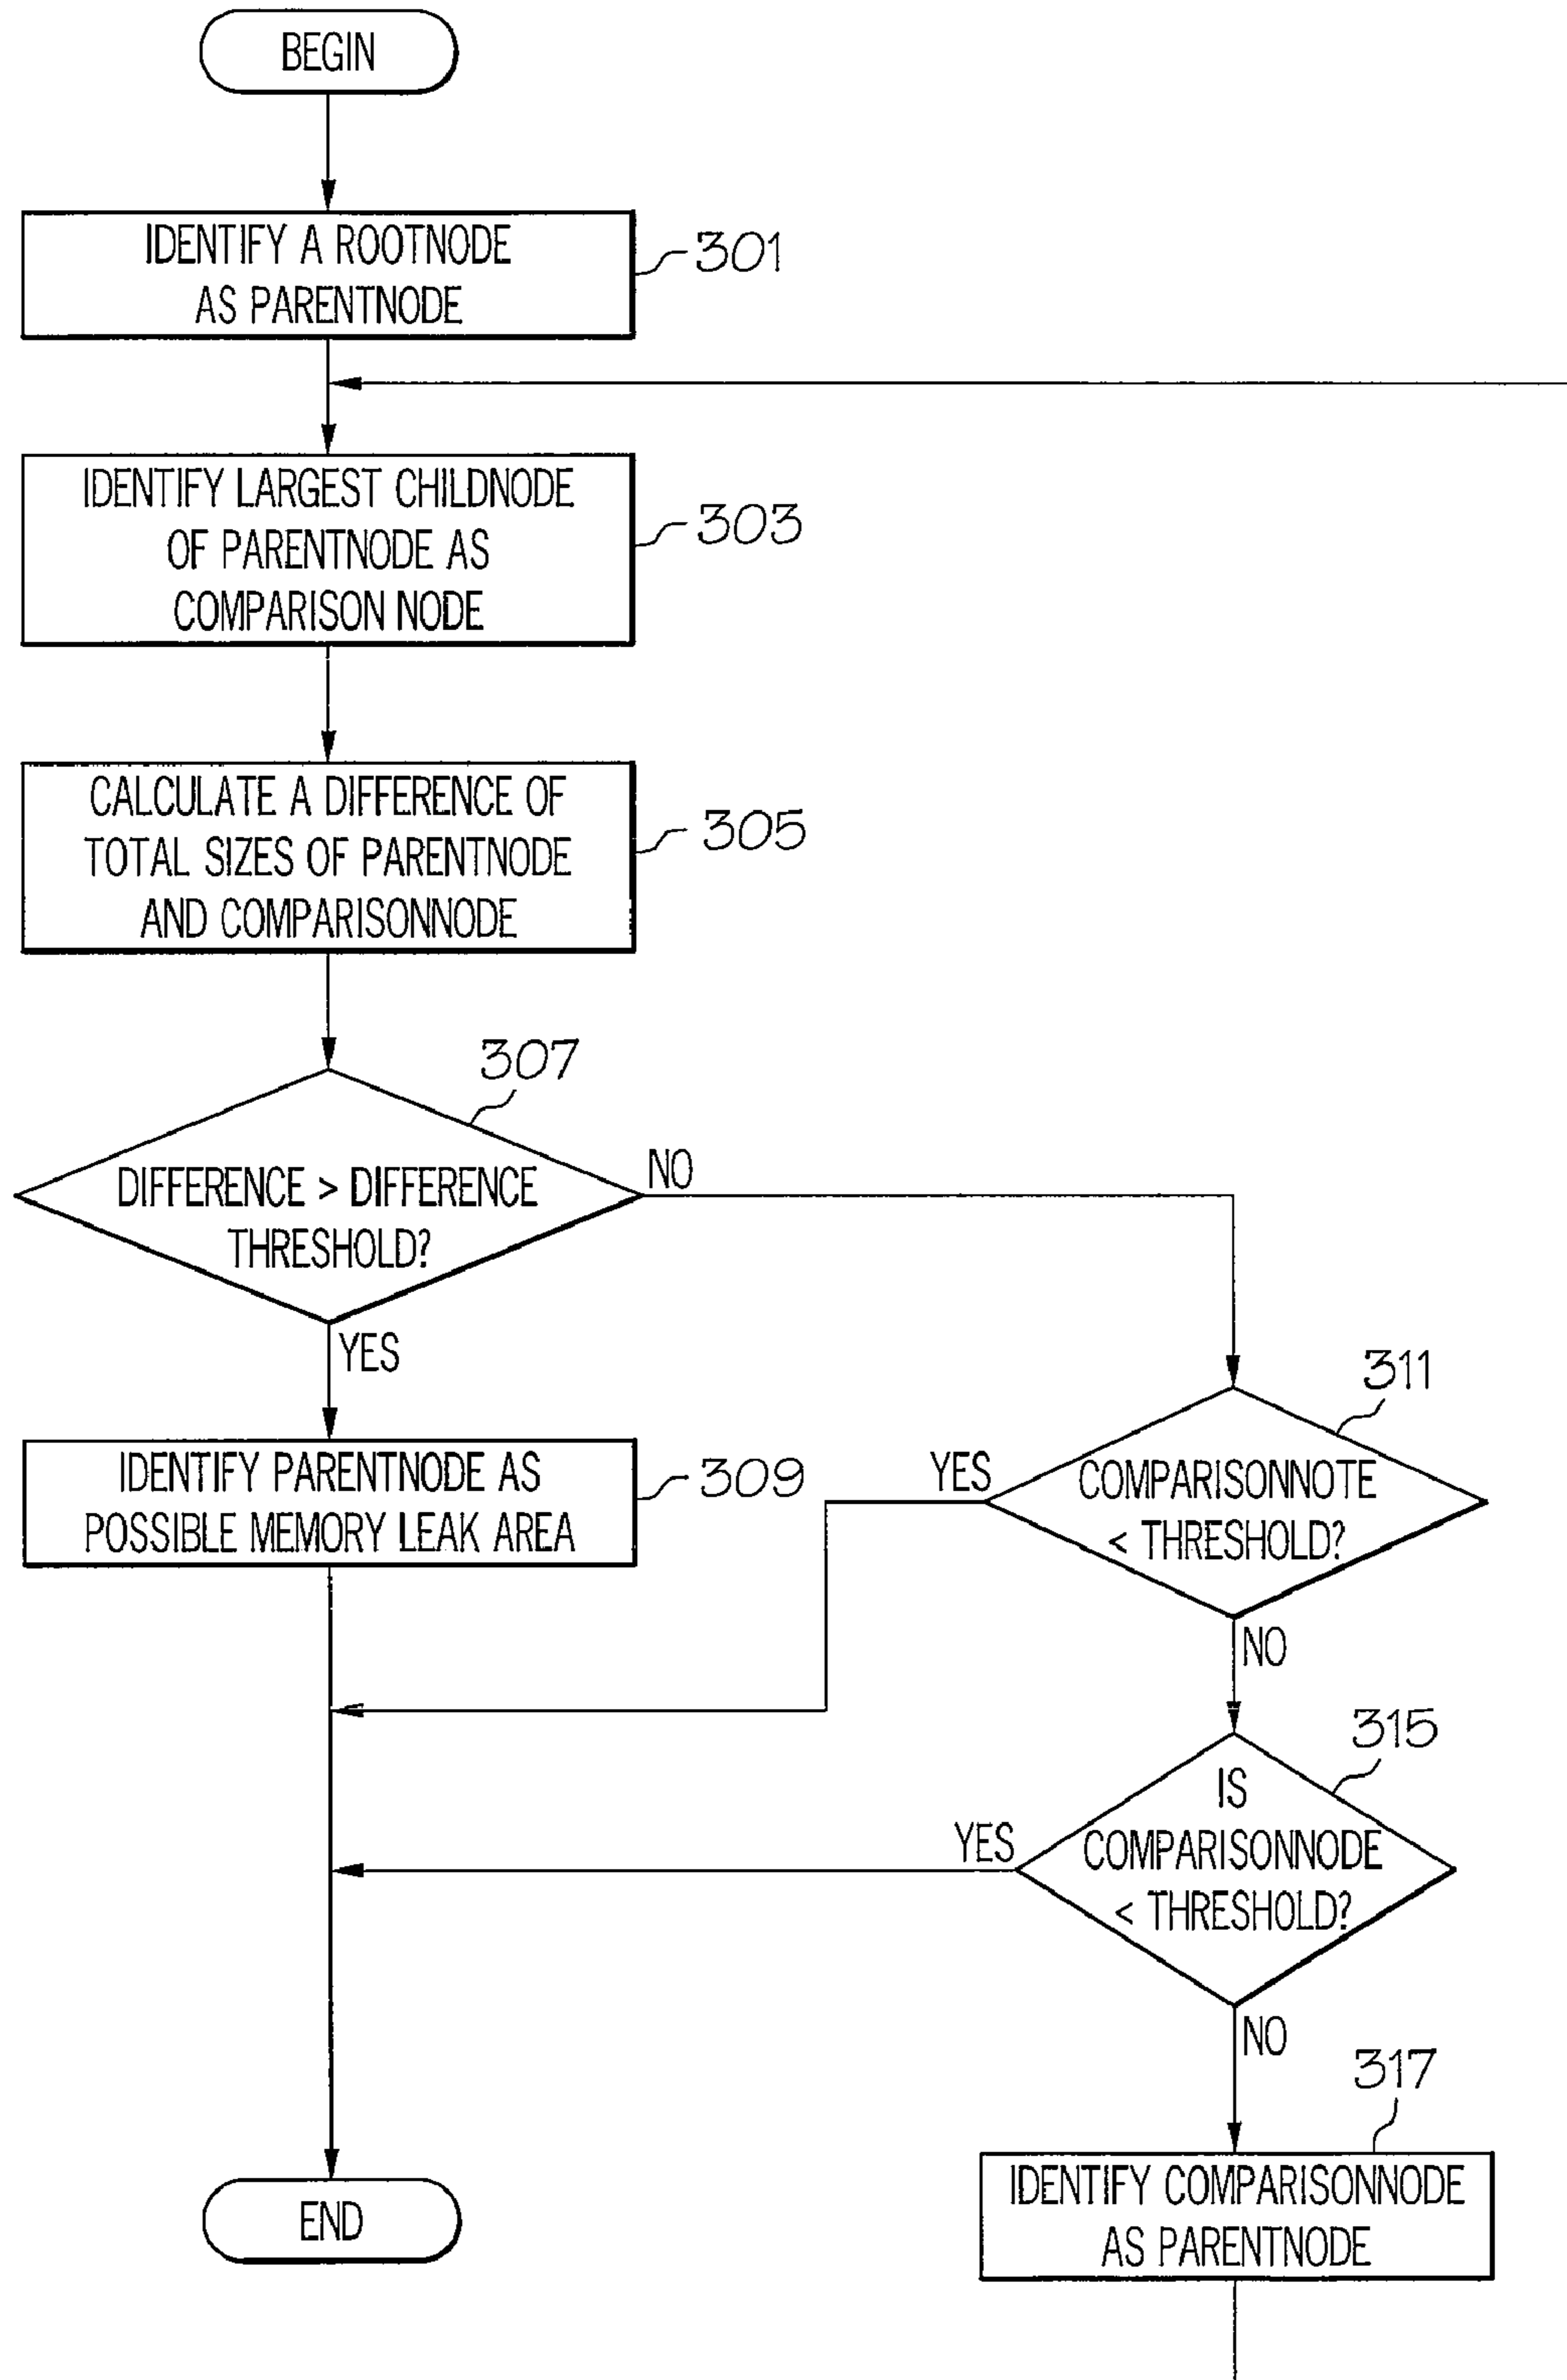 BEGIN
IDENTIFY A ROOTNODE
AS PARENTNODE
301
IDENTIFY LARGEST CHILDNODE
OF PARENTNODE AS
COMPARISON NODE
303
CALCULATE A DIFFERENCE OF
TOTAL SIZES OF PARENTNODE
AND COMPARISONNODE
305
307
DIFFERENCE > DIFFERENCE
THRESHOLD?
NO
YES
IDENTIFY PARENTNODE AS
POSSIBLE MEMORY LEAK AREA
309
311
YES
COMPARISONNOTE
< THRESHOLD?
NO
315
YES
IS
COMPARISONNODE
< THRESHOLD?
NO
317
IDENTIFY COMPARISONNODE
AS PARENTNODE
END